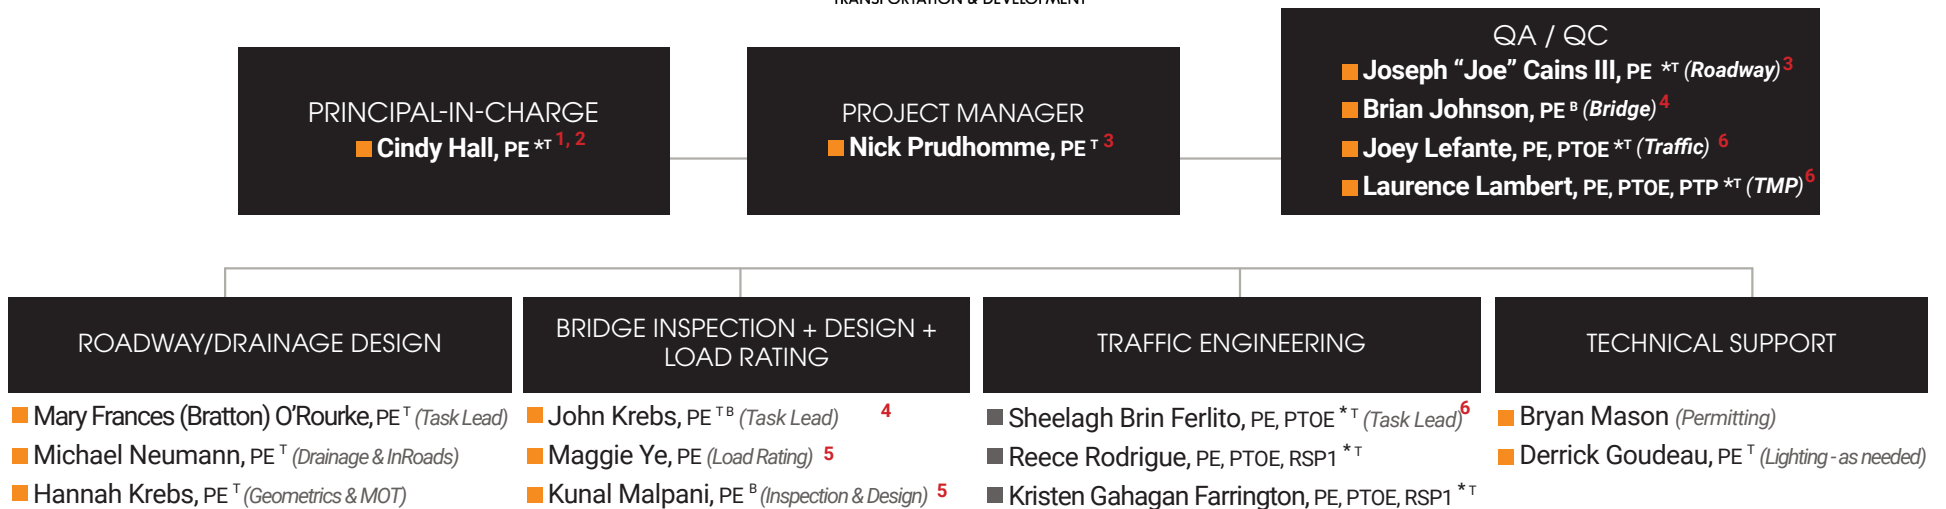 TRANSPORTATION & DEVELOPMENT
PRINCIPAL-IN-CHARGE
Cindy Hall, PE *T 1, 2
PROJECT MANAGER
Nick Prudhomme, PE T 3
QA / QC
Joseph “Joe” Cains III, PE *T (Roadway) 3
Brian Johnson, PE B (Bridge) 4
Joey Lefante, PE, PTOE *T (Traffic) 6
Laurence Lambert, PE, PTOE, PTP *T (TMP) 6
ROADWAY/DRAINAGE DESIGN
Mary Frances (Bratton) O’Rourke, PE T (Task Lead)
Michael Neumann, PE T (Drainage & InRoads)
Hannah Krebs, PE T (Geometrics & MOT)
BRIDGE INSPECTION + DESIGN +
LOAD RATING
John Krebs, PE T B (Task Lead) 4
Maggie Ye, PE (Load Rating) 5
Kunal Malpani, PE B (Inspection & Design) 5
TRAFFIC ENGINEERING
Sheelagh Brin Ferlito, PE, PTOE * T (Task Lead) 6
Reece Rodrigue, PE, PTOE, RSP1 * T
Kristen Gahagan Farrington, PE, PTOE, RSP1 * T
TECHNICAL SUPPORT
Bryan Mason (Permitting)
Derrick Goudeau, PE T (Lighting - as needed)